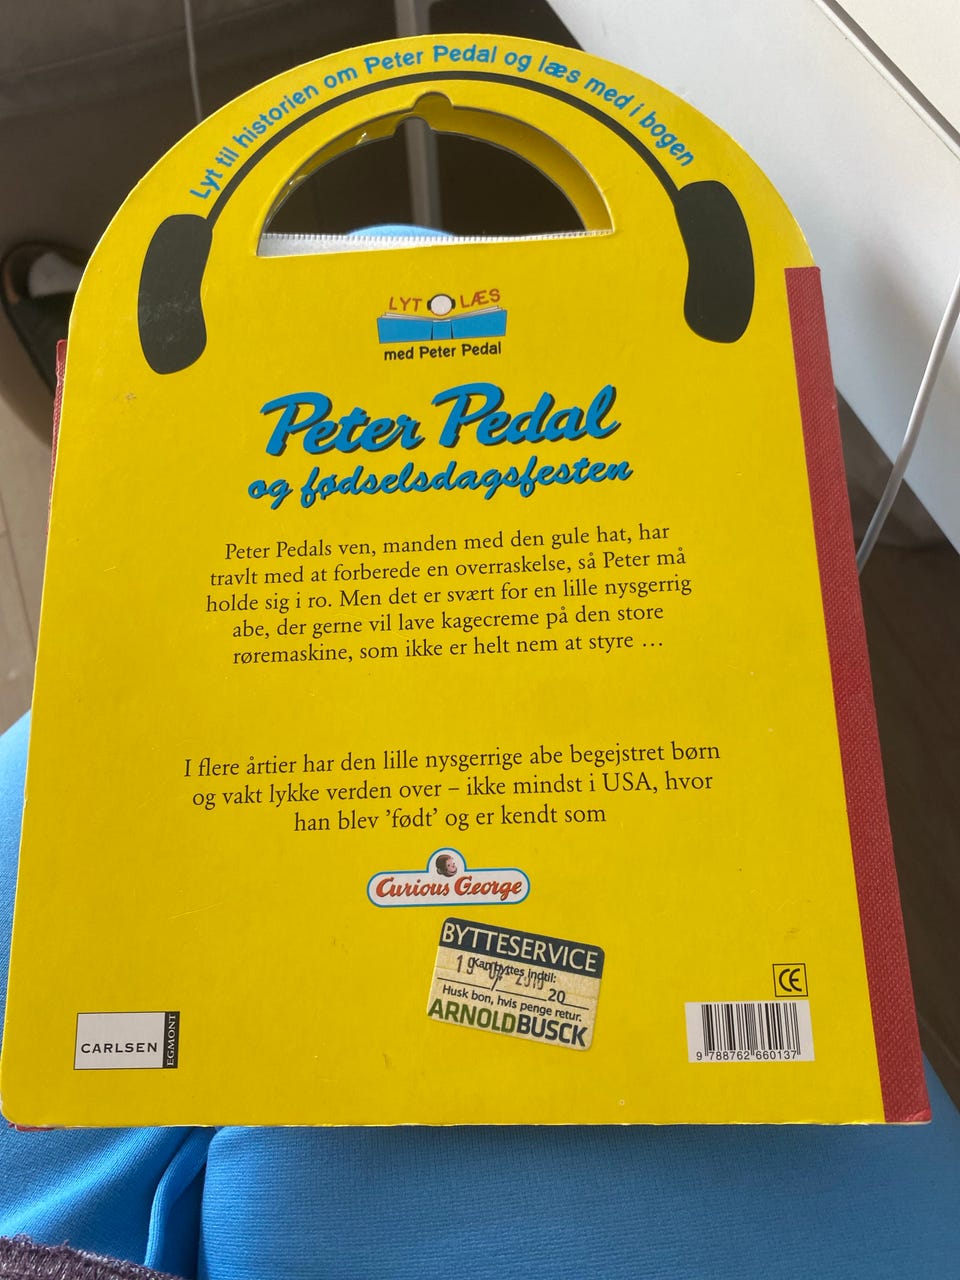 Lyt til historien om Peter Pedal og læs med i bogen
LYT LÆS
med Peter Pedal
Peter Pedal
og fødselsdagsfesten
Peter Pedals ven, manden med den gule hat, har
travlt med at forberede en overraskelse, så Peter må
holde sig i ro. Men det er svært for en lille nysgerrig
abe, der gerne vil lave kagecreme på den store
røremaskine, som ikke er helt nem at styre …
I flere årtier har den lille nysgerrige abe begejstret børn
og vakt lykke verden over – ikke mindst i USA, hvor
han blev ’født’ og er kendt som
Curious George
BYTTESERVICE
Kan byttes indtil:
20
Husk bon, hvis penge retur.
ARNOLDBUSCK
CARLSEN
EGMONT
CE
9 788762 660137